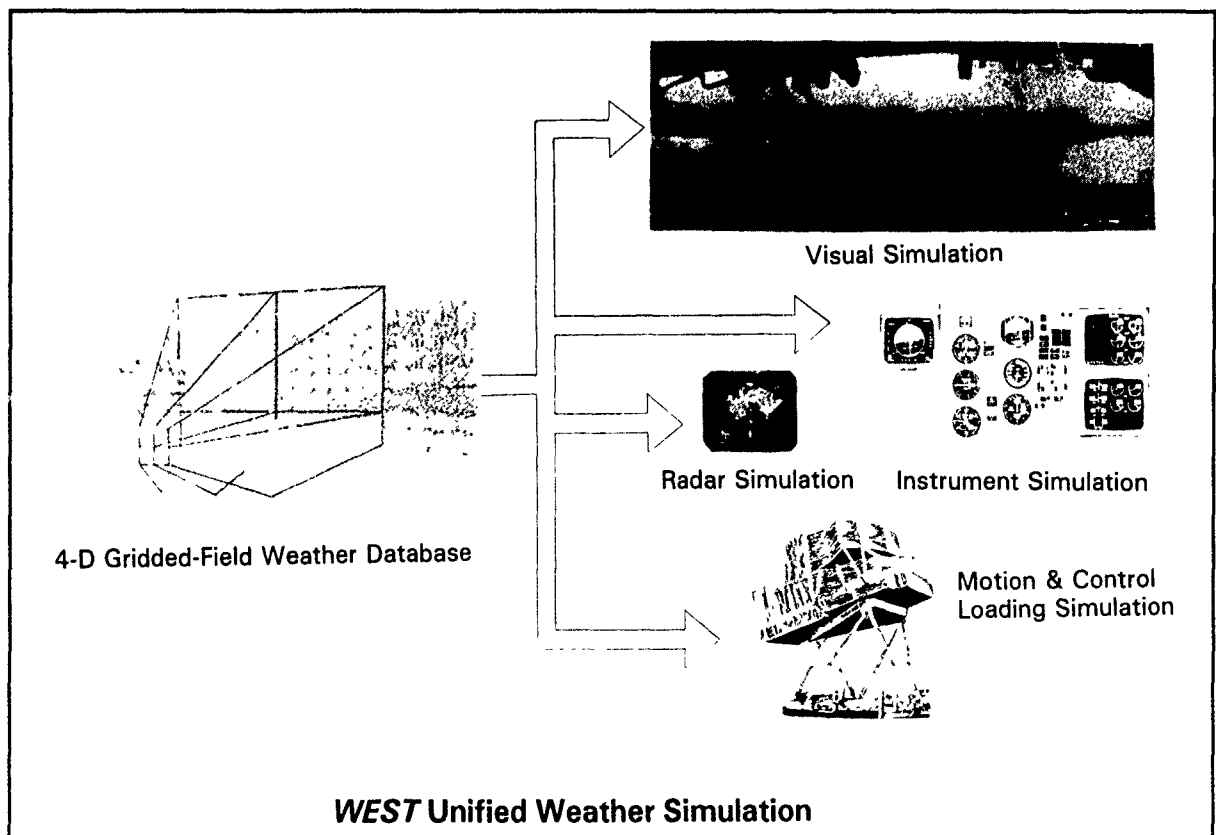 Visual Simulation
Radar Simulation
Instrument Simulation
4-D Gridded-Field Weather Database
Motion & Control
Loading Simulation
WEST Unified Weather Simulation